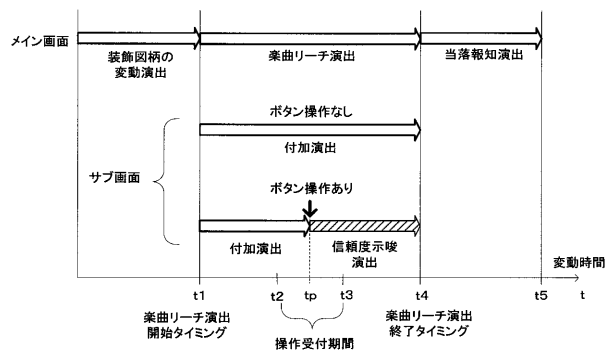 メイン画面
装飾図柄の
変動演出
楽曲リーチ演出
当落報知演出
ボタン操作なし
付加演出
サブ画面
ボタン操作あり
付加演出
信頼度示唆
演出
変動時間
t1
t2
tp
t3
t4
t5
t
楽曲リーチ演出
開始タイミング
操作受付期間
楽曲リーチ演出
終了タイミング